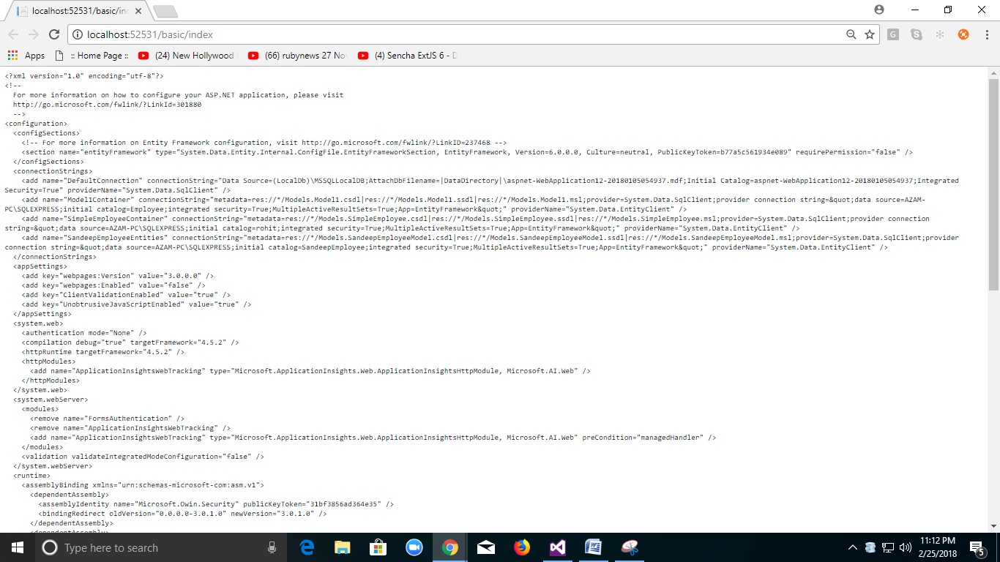 localhost:52531/basic/in
localhost:52531/basic/index
Apps :: Home Page :: (24) New Hollywood (66) rubynews 27 No (4) Sencha ExtJS 6 - D
<?xml version="1.0" encoding="utf-8"?>
<!--
For more information on how to configure your ASP.NET application, please visit
http://go.microsoft.com/fwlink/?LinkId=301880
-->
<configuration>
<configSections>
<!-- For more information on Entity Framework configuration, visit http://go.microsoft.com/fwlink/?LinkID=237468 -->
<section name="entityFramework" type="System.Data.Entity.Internal.ConfigFile.EntityFrameworkSection, EntityFramework, Version=6.0.0.0, Culture=neutral, PublicKeyToken=b77a5c561934e089" requirePermission="false" />
</configSections>
<connectionStrings>
<add name="DefaultConnection" connectionString="Data Source=(LocalDb)\MSSQLLocalDB;AttachDbFilename=|DataDirectory|\aspnet-WebApplication12-20180105054937.mdf;Initial Catalog=aspnet-WebApplication12-20180105054937;Integrated
Security=True" providerName="System.Data.SqlClient" />
<add name="Model1Container" connectionString="metadata=res://*/Models.Model1.csdl|res://*/Models.Model1.ssdl|res://*/Models.Model1.msl;provider=System.Data.SqlClient;provider connection string=&quot;data source=AZAM-
PC\SQLEXPRESS;initial catalog=Employee;integrated security=True;MultipleActiveResultSets=True;App=EntityFramework&quot;" providerName="System.Data.EntityClient" />
<add name="SimpleEmployeeContainer" connectionString="metadata=res://*/Models.SimpleEmployee.csdl|res://*/Models.SimpleEmployee.ssdl|res://*/Models.SimpleEmployee.msl;provider=System.Data.SqlClient;provider connection
string=&quot;data source=AZAM-PC\SQLEXPRESS;initial catalog=rohit;integrated security=True;MultipleActiveResultSets=True;App=EntityFramework&quot;" providerName="System.Data.EntityClient" />
<add name="SandeepEmployeeEntities" connectionString="metadata=res://*/Models.SandeepEmployeeModel.csdl|res://*/Models.SandeepEmployeeModel.ssdl|res://*/Models.SandeepEmployeeModel.msl;provider=System.Data.SqlClient;provider
connection string=&quot;data source=AZAM-PC\SQLEXPRESS;initial catalog=SandeepEmployee;integrated security=True;MultipleActiveResultSets=True;App=EntityFramework&quot;" providerName="System.Data.EntityClient" />
</connectionStrings>
<appSettings>
<add key="webpages:Version" value="3.0.0.0" />
<add key="webpages:Enabled" value="false" />
<add key="ClientValidationEnabled" value="true" />
<add key="UnobtrusiveJavaScriptEnabled" value="true" />
</appSettings>
<system.web>
<authentication mode="None" />
<compilation debug="true" targetFramework="4.5.2" />
<httpRuntime targetFramework="4.5.2" />
<httpModules>
<add name="ApplicationInsightsWebTracking" type="Microsoft.ApplicationInsights.Web.ApplicationInsightsHttpModule, Microsoft.AI.Web" />
</httpModules>
</system.web>
<system.webServer>
<modules>
<remove name="FormsAuthentication" />
<remove name="ApplicationInsightsWebTracking" />
<add name="ApplicationInsightsWebTracking" type="Microsoft.ApplicationInsights.Web.ApplicationInsightsHttpModule, Microsoft.AI.Web" preCondition="managedHandler" />
</modules>
<validation validateIntegratedModeConfiguration="false" />
</system.webServer>
<runtime>
<assemblyBinding xmlns="urn:schemas-microsoft-com:asm.v1">
<dependentAssembly>
<assemblyIdentity name="Microsoft.Owin.Security" publicKeyToken="31bf3856ad364e35" />
<bindingRedirect oldVersion="0.0.0.0-3.0.1.0" newVersion="3.0.1.0" />
</dependentAssembly>
<dependentAssembly>
Type here to search
11:12 PM
2/25/2018
5